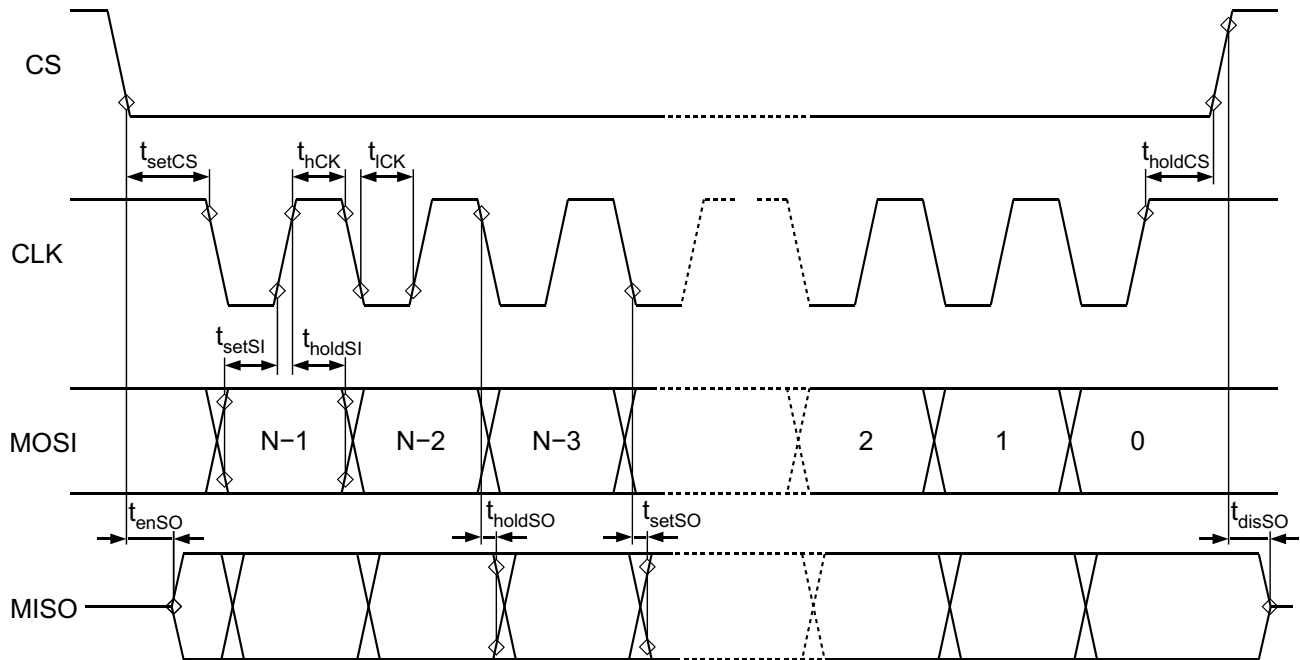 CS
t_setCS t_hCK t_lCK t_holdCS
CLK
t_setSI t_holdSI
MOSI N−1 N−2 N−3 2 1 0
t_enSO t_holdSO t_setSO t_disSO
MISO